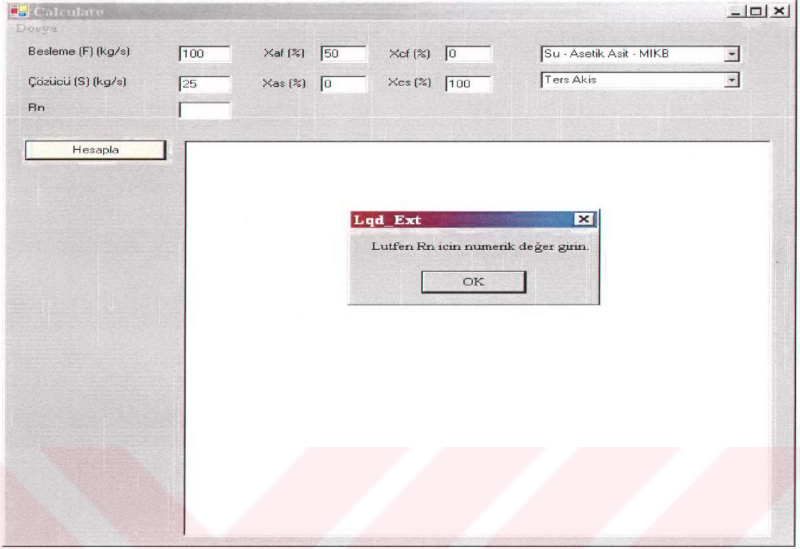 Calculate
Dosya
Besleme (F) (kg/s) 100 Xaf (%) 50 Xcf (%) 0 Su - Asetik Asit - MIKB
Çözücü (S) (kg/s) 25 Xas (%) 0 Xcs (%) 100 Ters Akis
Rn
Hesapla
Lqd_Ext
Lutfen Rn icin numerik değer girin.
OK